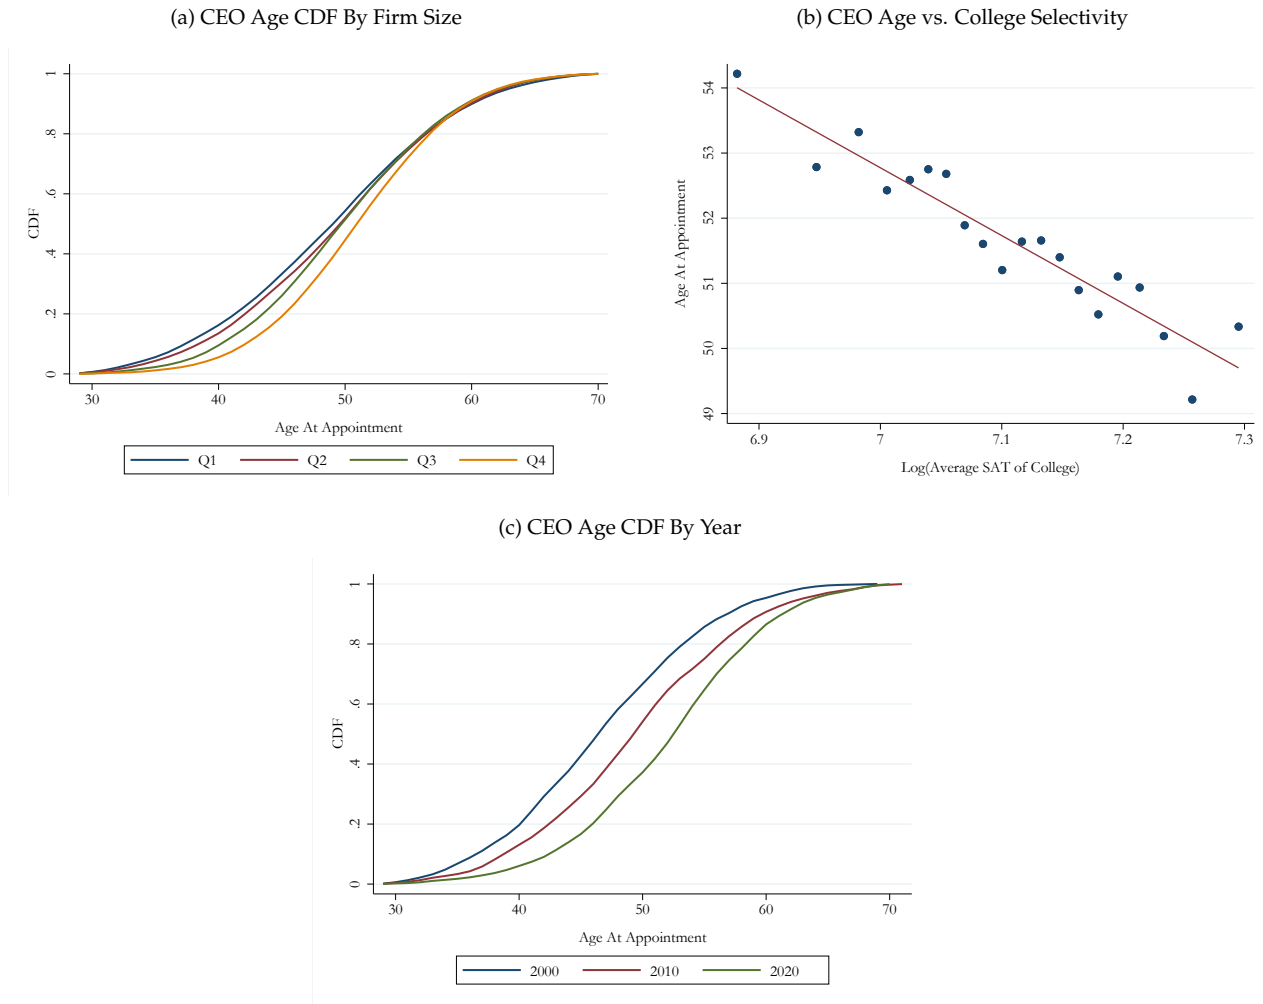 (a) CEO Age CDF By Firm Size
CDF
0
.2
.4
.6
.8
1
30 40 50 60 70
Age At Appointment
Q1 Q2 Q3 Q4
(b) CEO Age vs. College Selectivity
Age At Appointment
49
50
51
52
53
54
6.9 7 7.1 7.2 7.3
Log(Average SAT of College)
(c) CEO Age CDF By Year
CDF
0
.2
.4
.6
.8
1
30 40 50 60 70
Age At Appointment
2000 2010 2020